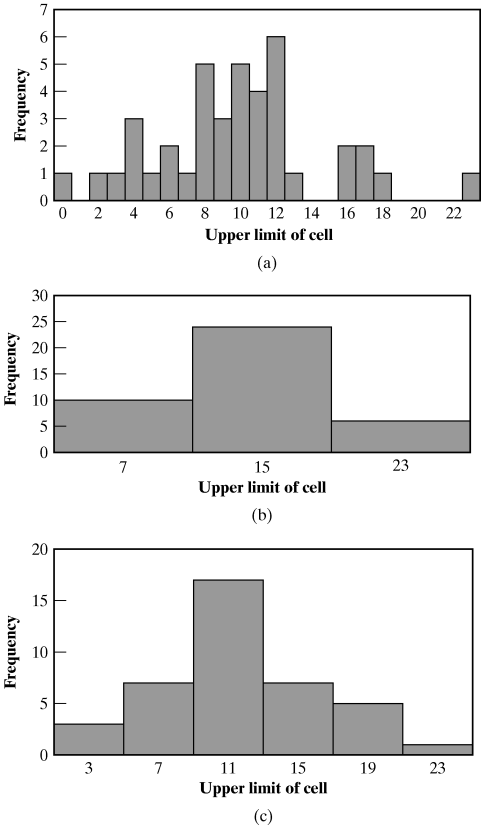 7
6
5
4
3
2
1
0
Frequency
0 2 4 6 8 10 12 14 16 18 20 22
Upper limit of cell
(a)
30
25
20
15
10
5
0
Frequency
7 15 23
Upper limit of cell
(b)
20
15
10
5
0
Frequency
3 7 11 15 19 23
Upper limit of cell
(c)